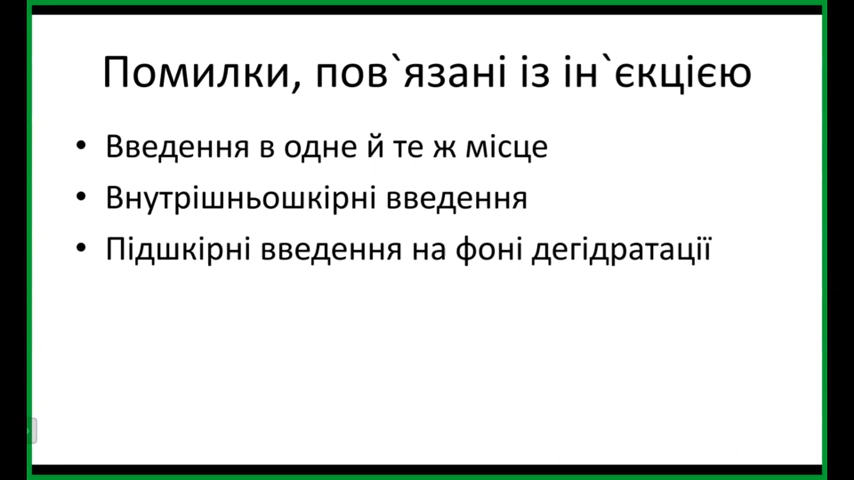 Помилки, пов`язані із ін`єкцією
• Введення в одне й те ж місце
• Внутрішньошкірні введення
• Підшкірні введення на фоні дегідратації